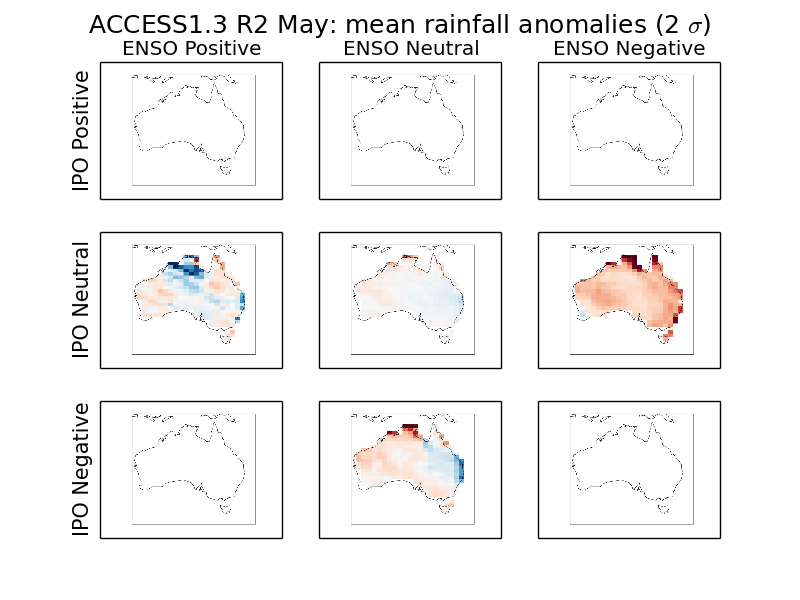 ACCESS1.3 R2 May: mean rainfall anomalies (2 σ)
ENSO Positive ENSO Neutral ENSO Negative
IPO Positive
IPO Neutral
IPO Negative